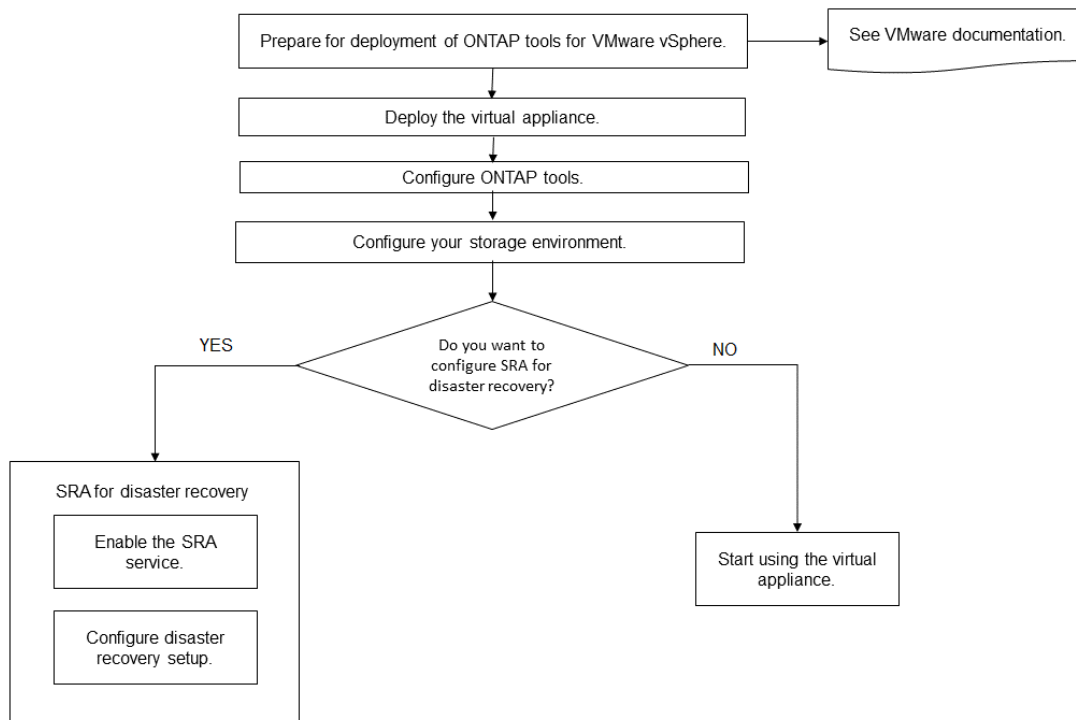 Prepare for deployment of ONTAP tools for VMware vSphere.
See VMware documentation.
Deploy the virtual appliance.
Configure ONTAP tools.
Configure your storage environment.
Do you want to
configure SRA for
disaster recovery?
YES
NO
SRA for disaster recovery
Enable the SRA
service.
Configure disaster
recovery setup.
Start using the virtual
appliance.